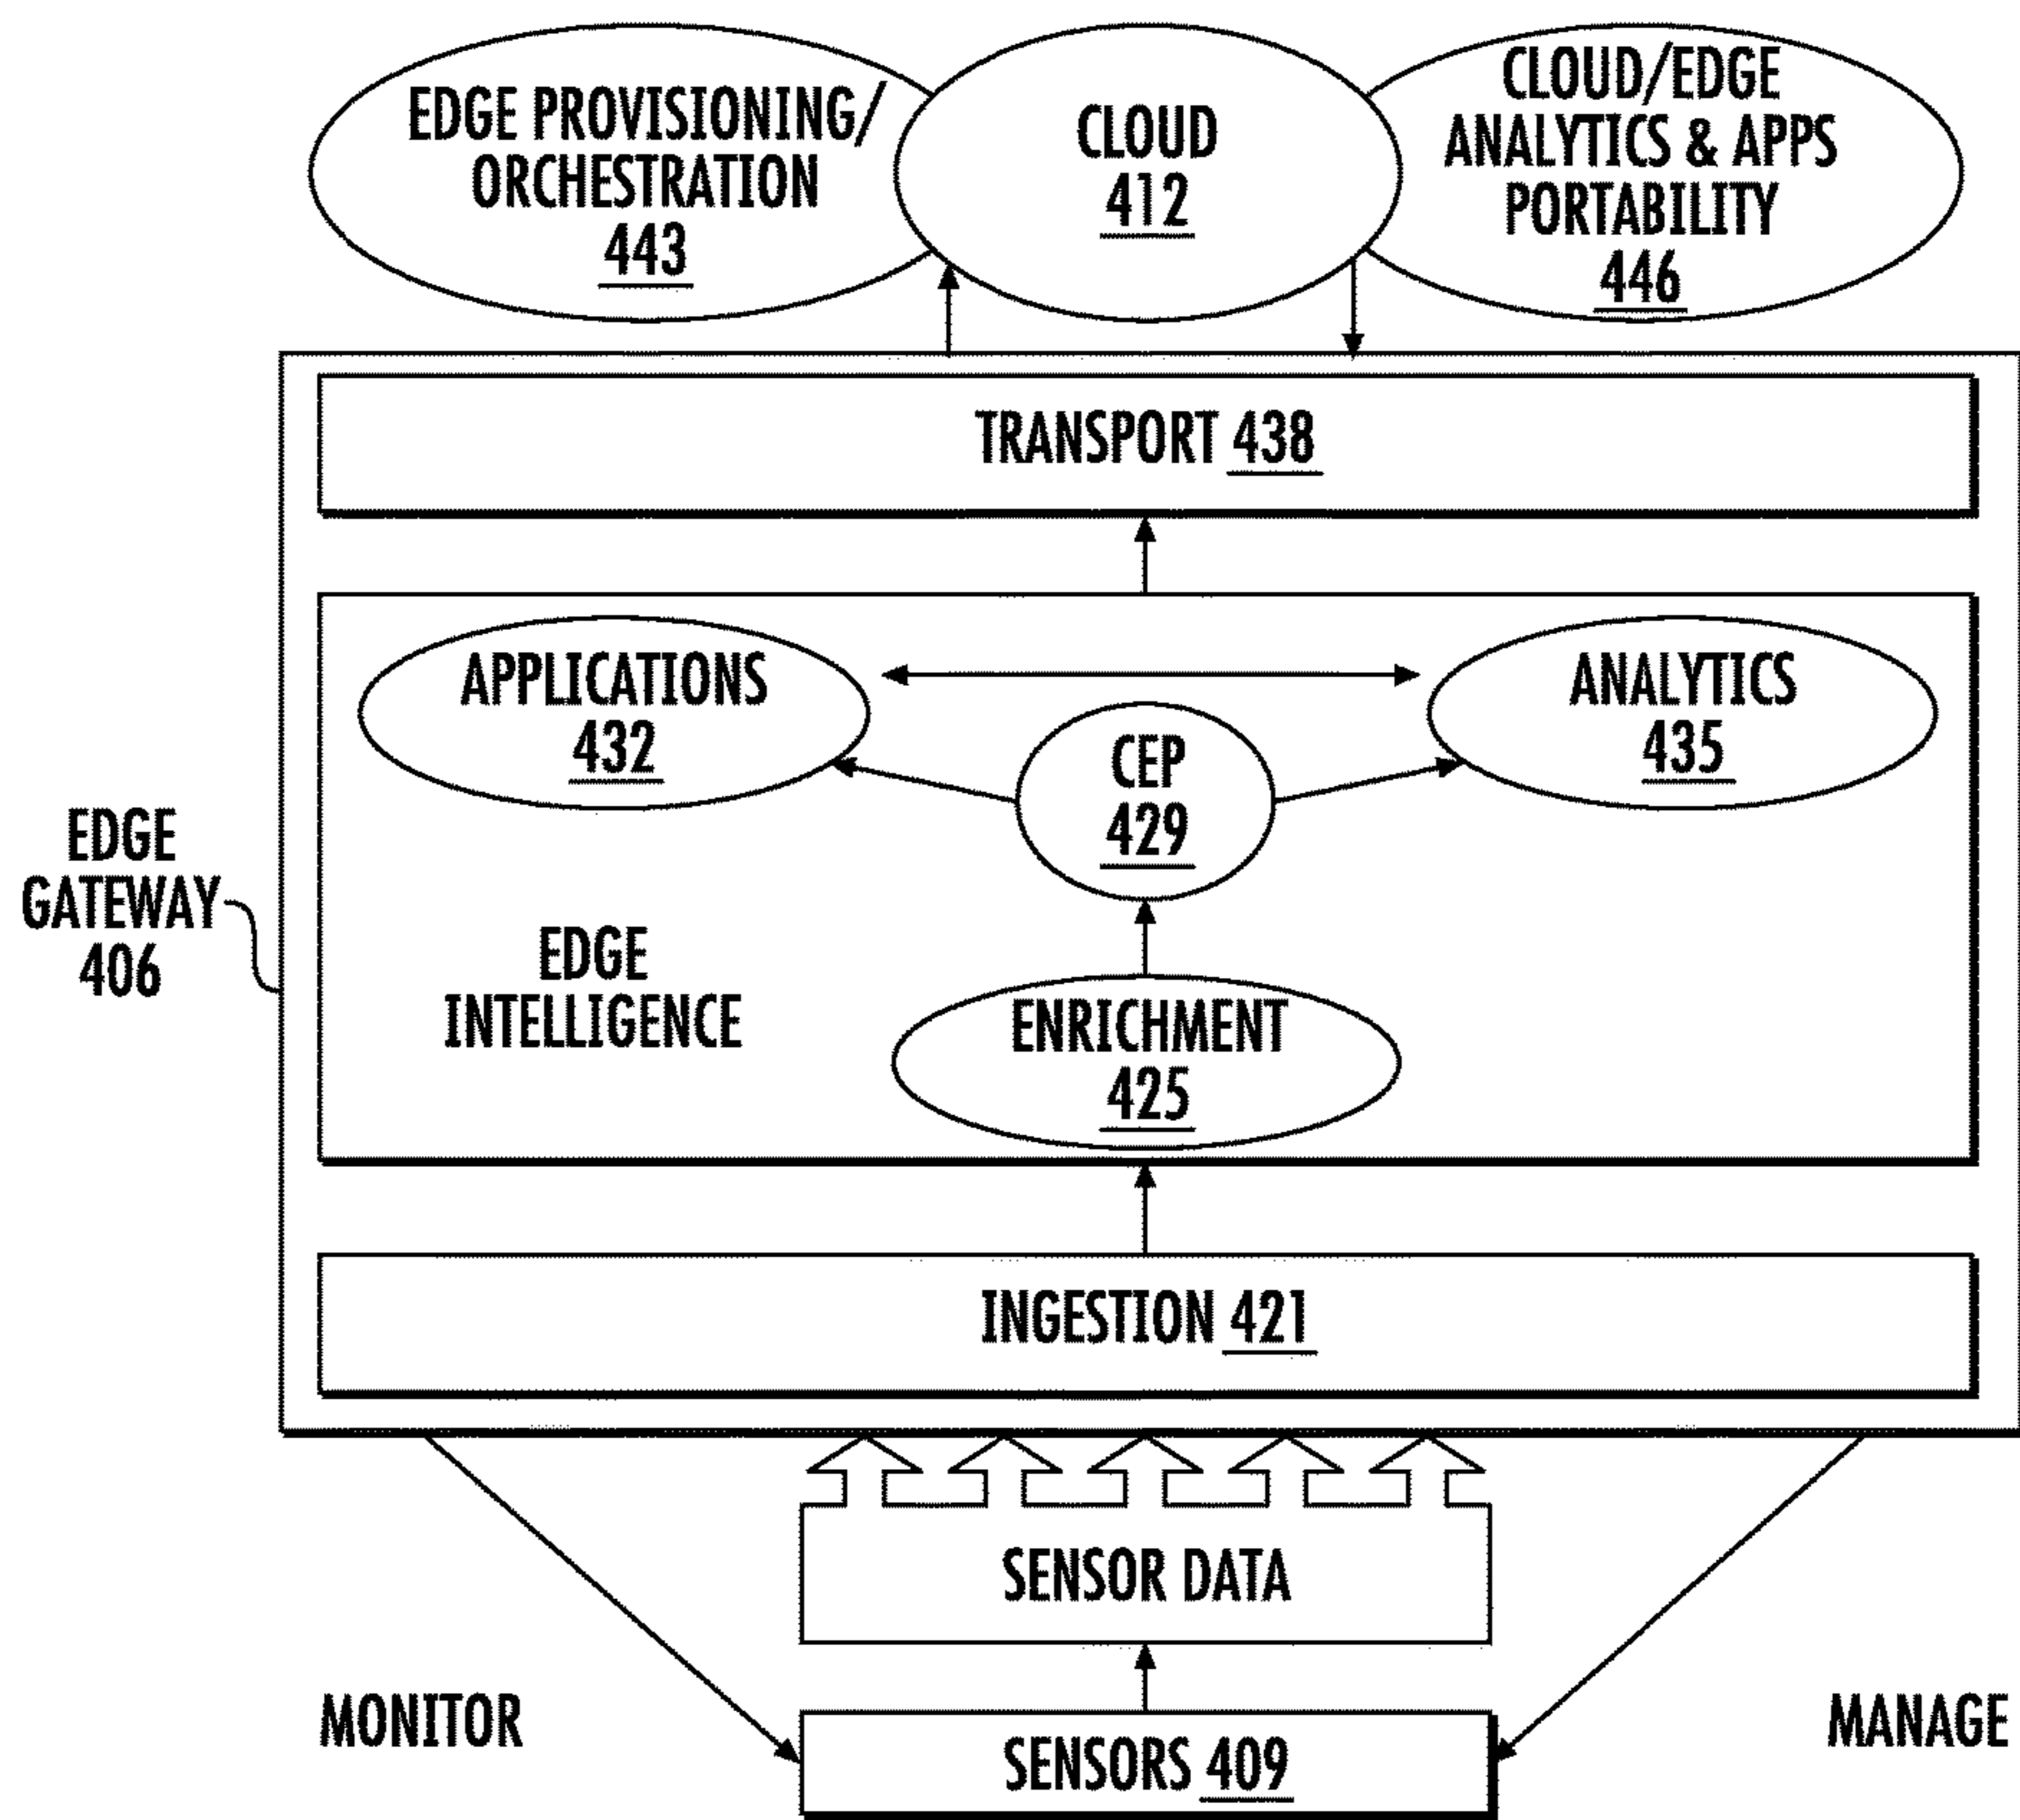 EDGE PROVISIONING/
ORCHESTRATION
443
CLOUD
412
CLOUD/EDGE
ANALYTICS & APPS
PORTABILITY
446
TRANSPORT 438
APPLICATIONS
432
ANALYTICS
435
CEP
429
EDGE
GATEWAY
406
EDGE
INTELLIGENCE
ENRICHMENT
425
INGESTION 421
SENSOR DATA
MONITOR
MANAGE
SENSORS 409